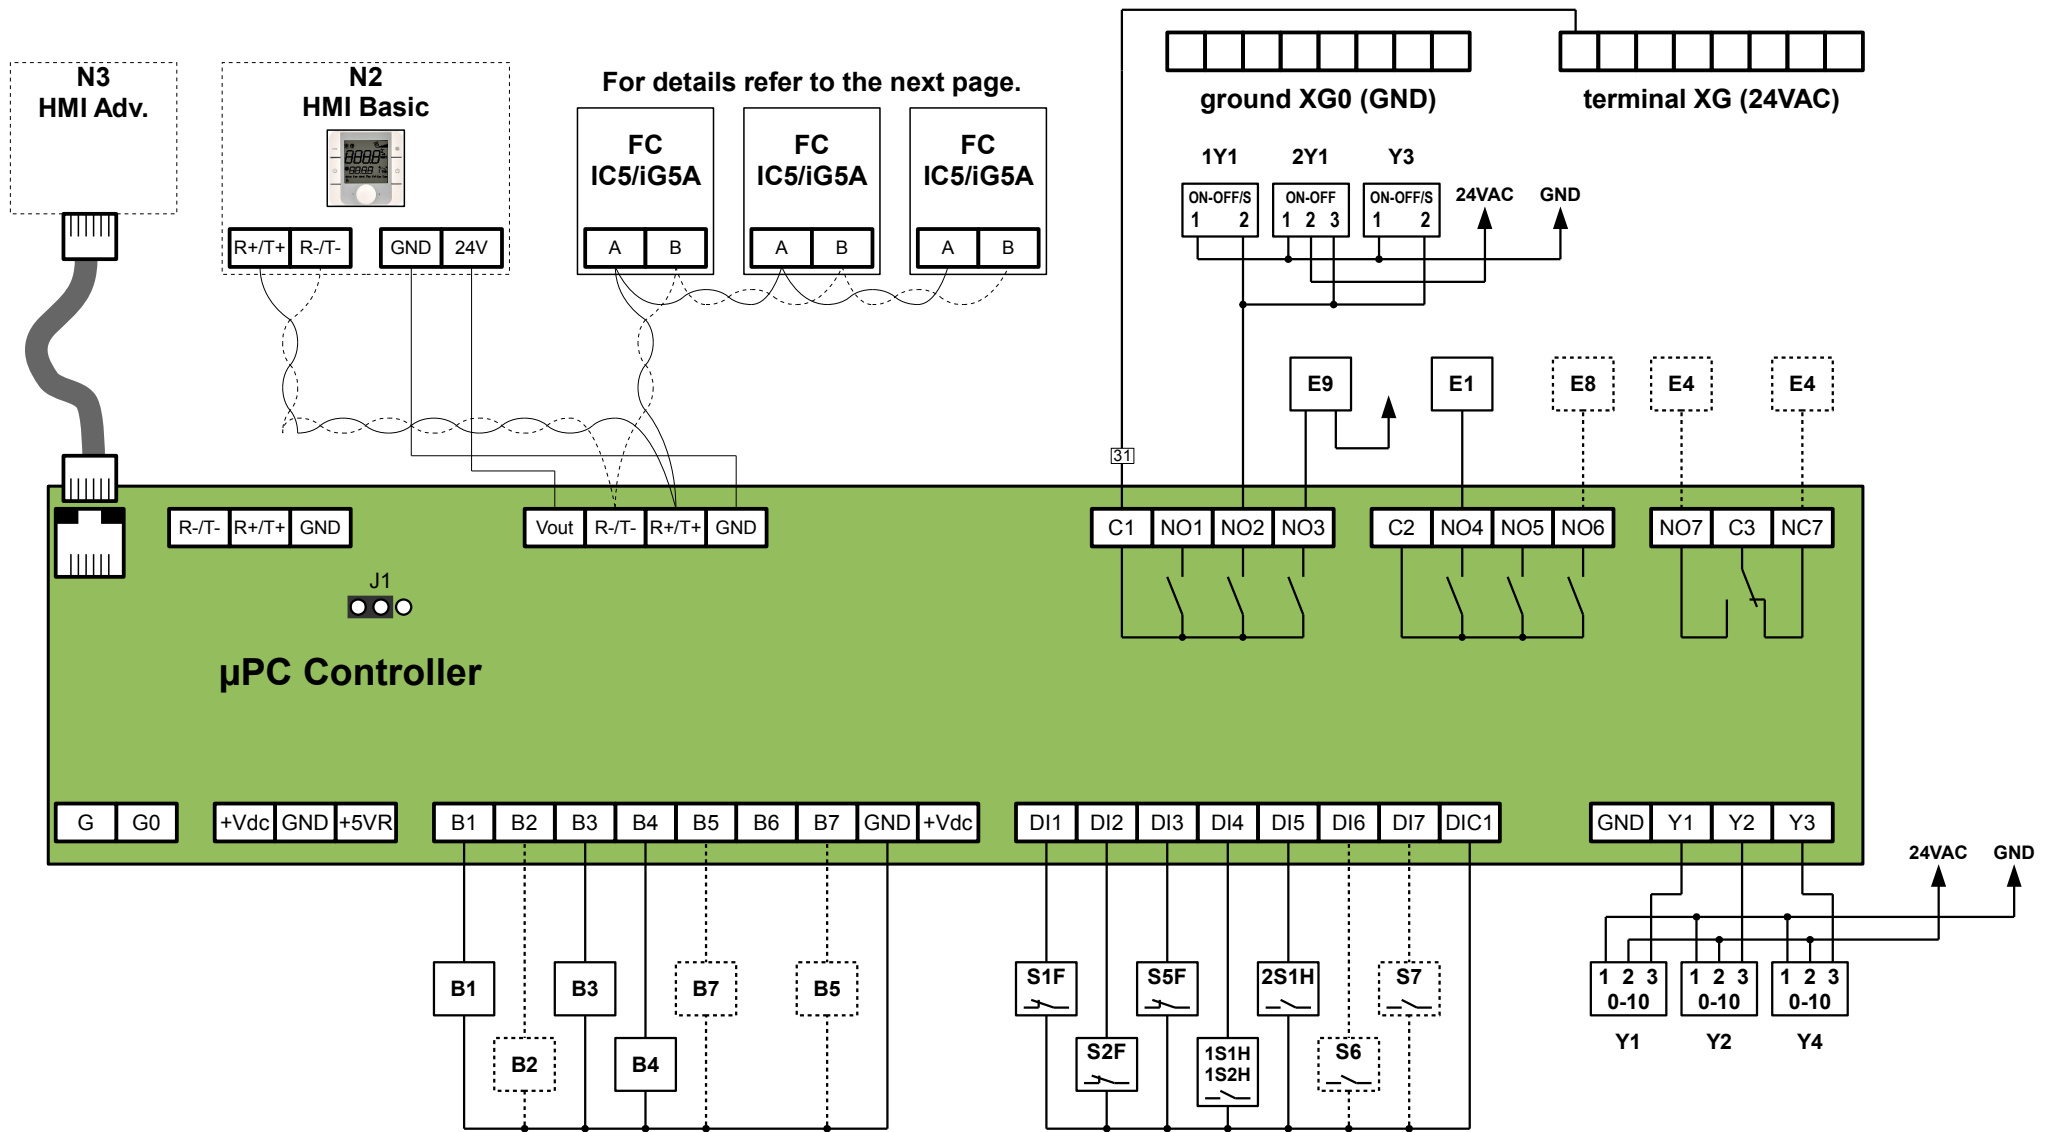 N3
HMI Adv.
N2
HMI Basic
R+/T+ R-/T- GND 24V
For details refer to the next page.
FC
IC5/iG5A
A B
FC
IC5/iG5A
A B
FC
IC5/iG5A
A B
ground XG0 (GND)
terminal XG (24VAC)
1Y1 2Y1 Y3
ON-OFF/S
1 2
ON-OFF
1 2 3
ON-OFF/S
1 2
24VAC GND
E9 E1 E8 E4 E4
31
R-/T- R+/T+ GND
Vout R-/T- R+/T+ GND
C1 NO1 NO2 NO3
C2 NO4 NO5 NO6
NO7 C3 NC7
J1
µPC Controller
G G0
+Vdc GND +5VR
B1 B2 B3 B4 B5 B6 B7 GND +Vdc
DI1 DI2 DI3 DI4 DI5 DI6 DI7 DIC1
GND Y1 Y2 Y3
24VAC GND
B1 B3 B7 B5
B2 B4
S1F S5F 2S1H S7
S2F
1S1H
1S2H
S6
1 2 3
0-10
Y1
1 2 3
0-10
Y2
1 2 3
0-10
Y4